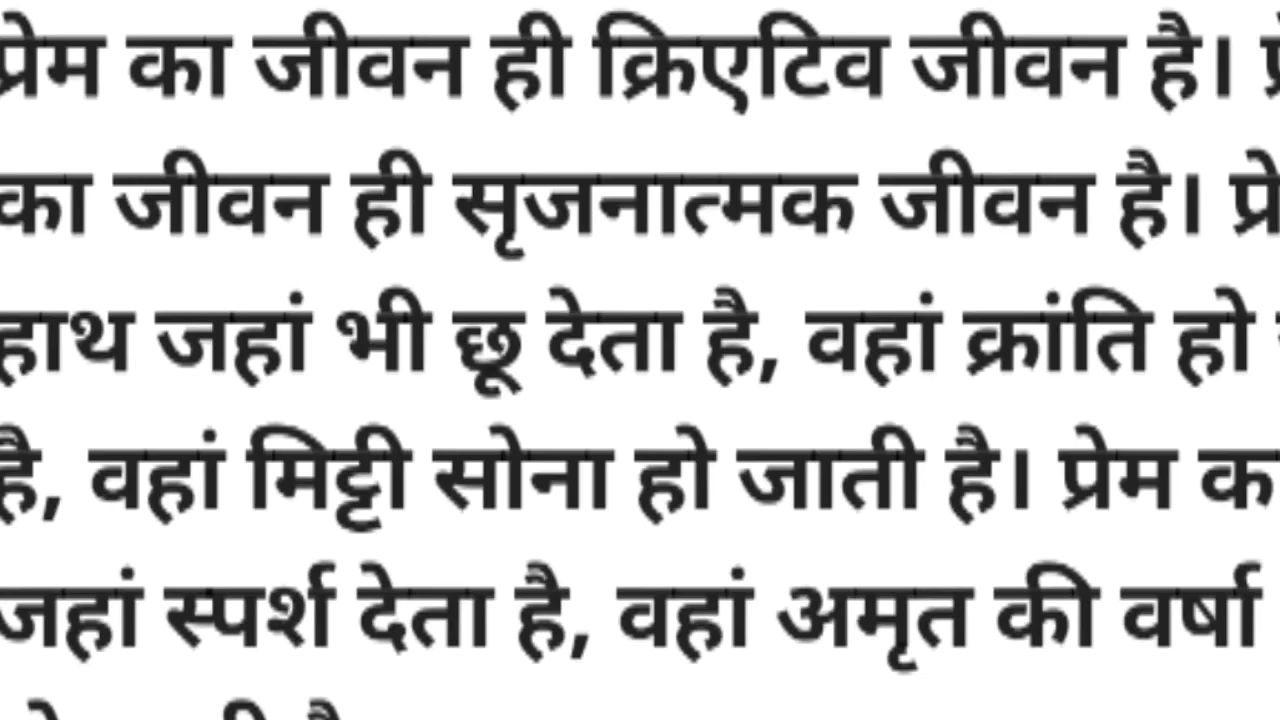 प्रेम का जीवन ही क्रिएटिव जीवन है।
का जीवन ही सृजनात्मक जीवन है। प्रे
हाथ जहां भी छू देता है, वहां क्रांति हो
है, वहां मिट्टी सोना हो जाती है। प्रेम क
जहां स्पर्श देता है, वहां अमृत की वर्षा